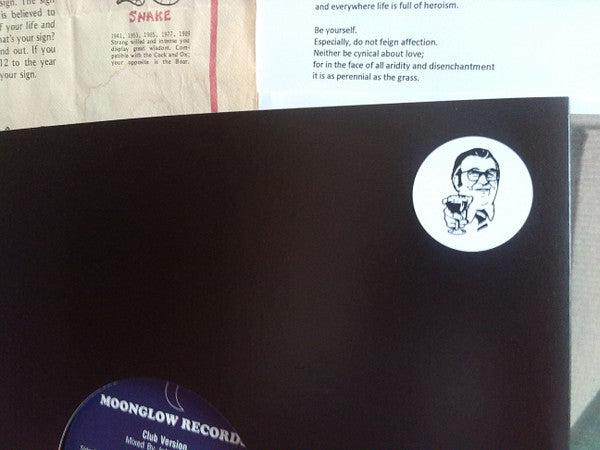 sign. The sign
is believed to
f your life and
hat's your sign?
nd out. If you
12 to the year
your sign.
SNAKE
1941, 1953, 1965, 1977, 1989
Strong willed and intense you
display great wisdom. Com-
patible with the Cock and Ox;
your opposite is the Boar.
and everywhere life is full of heroism.
Be yourself.
Especially, do not feign affection.
Neither be cynical about love;
for in the face of all aridity and disenchantment
it is as perennial as the grass.
MOONGLOW RECORDS
Club Version
Mixed By